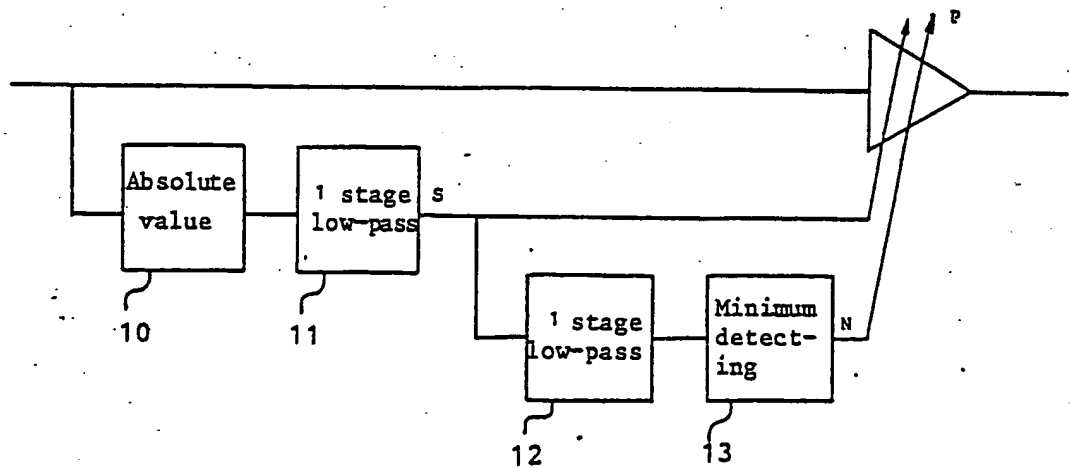 P
Absolute
value
1 stage
low-pass
S
10
11
1 stage
low-pass
Minimum
detect-
ing
N
12
13